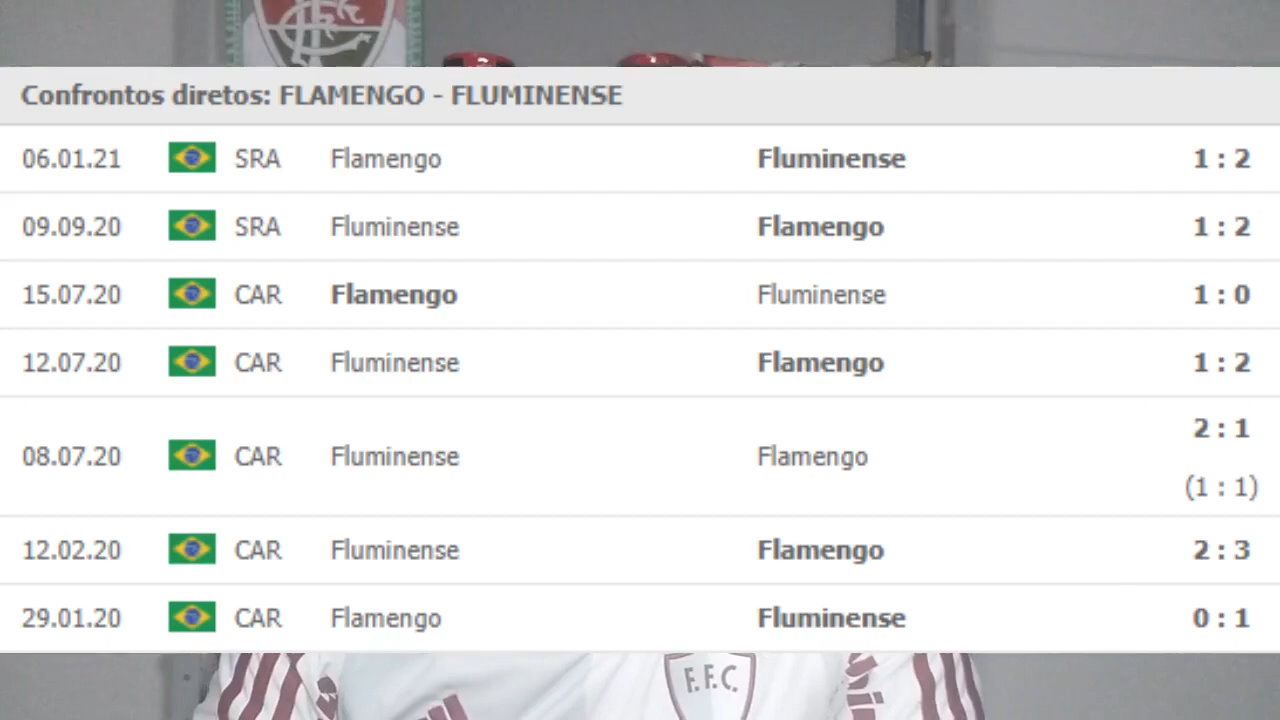 Confrontos diretos: FLAMENGO - FLUMINENSE
06.01.21 SRA Flamengo Fluminense 1 : 2
09.09.20 SRA Fluminense Flamengo 1 : 2
15.07.20 CAR Flamengo Fluminense 1 : 0
12.07.20 CAR Fluminense Flamengo 1 : 2
08.07.20 CAR Fluminense Flamengo 2 : 1
(1 : 1)
12.02.20 CAR Fluminense Flamengo 2 : 3
29.01.20 CAR Flamengo Fluminense 0 : 1
F.F.C.